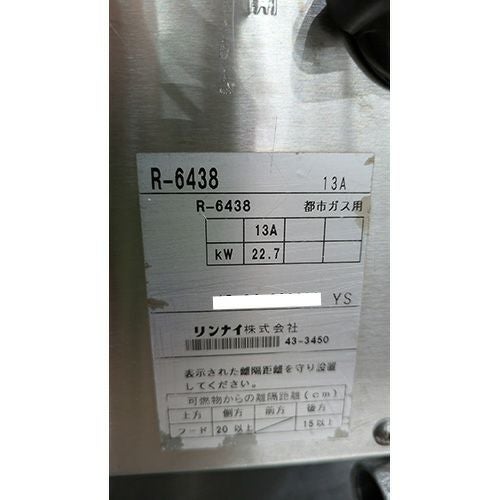 R-6438 13A
R-6438 都市ガス用
13A
kW 22.7
YS
リンナイ株式会社
43-3450
表示された離隔距離を守り設置
してください。
可燃物からの離隔距離(cm)
上方 側方 前方 後方
フード 20以上 15以上